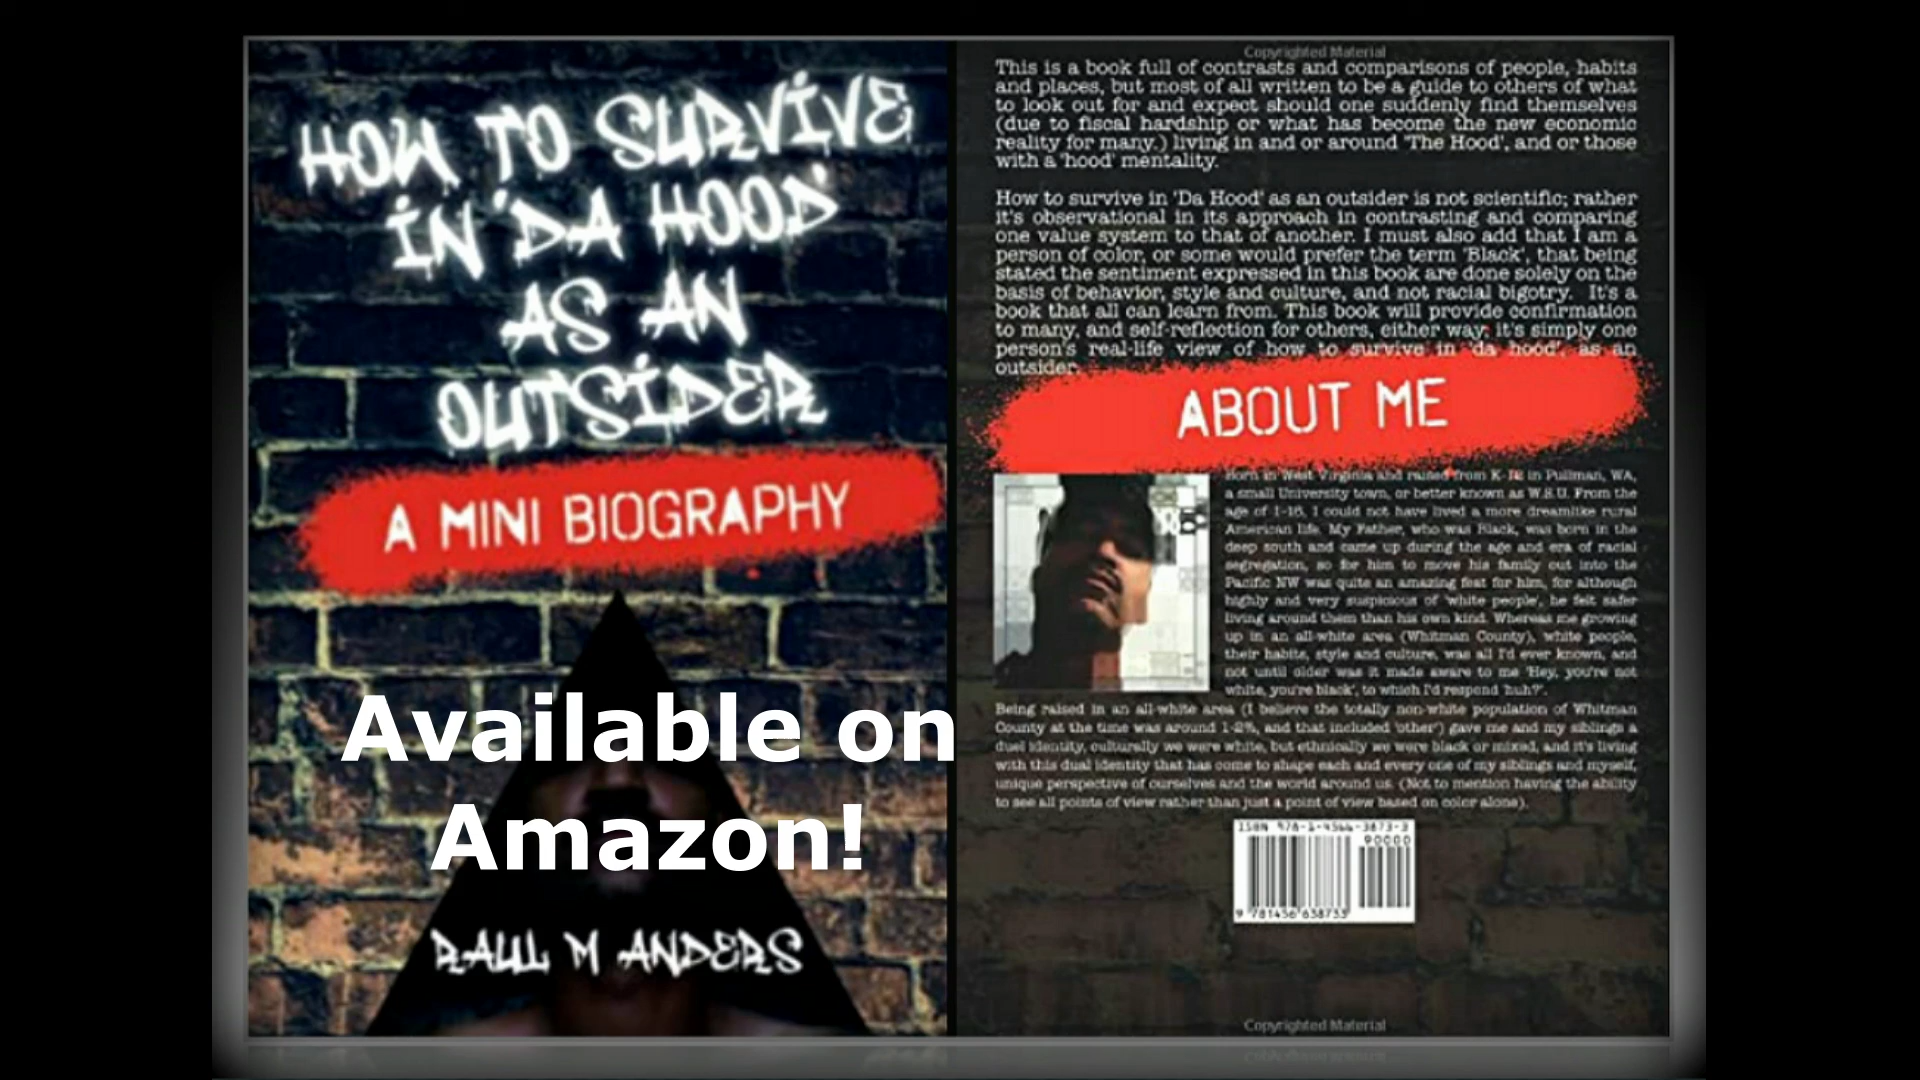 HOW TO SURVIVE
IN 'DA HOOD'
AS AN
OUTSIDER
A MINI BIOGRAPHY
Available on
Amazon!
RAUL M ANDERS
Copyrighted Material
This is a book full of contrasts and comparisons of people, habits
and places, but most of all written to be a guide to others of what
to look out for and expect should one suddenly find themselves
(due to fiscal hardship or what has become the new economic
reality for many.) living in and or around 'The Hood', and or those
with a 'hood' mentality.
How to survive in 'Da Hood' as an outsider is not scientific; rather
it's observational in its approach in contrasting and comparing
one value system to that of another. I must also add that I am a
person of color, or some would prefer the term 'Black', that being
stated the sentiment expressed in this book are done solely on the
basis of behavior, style and culture, and not racial bigotry. It's a
book that all can learn from. This book will provide confirmation
to many, and self-reflection for others, either way; it's simply one
person's real-life view of how to survive in 'da hood', as an
outsider.
ABOUT ME
Born in West Virginia and raised from K-12 in Pullman, WA,
a small University town, or better known as W.S.U. From the
age of 1-16, I could not have lived a more dreamlike rural
American life. My Father, who was Black, was born in the
deep south and came up during the age and era of racial
segregation, so for him to move his family out into the
Pacific NW was quite an amazing feat for him, for although
highly and very suspicious of 'white people', he felt safer
living around them than his own kind. Whereas me growing
up in an all-white area (Whitman County), white people,
their habits, style and culture, was all I'd ever known, and
not until older was it made aware to me 'Hey, you're not
white, you're black', to which I'd respond 'huh?'.
Being raised in an all-white area (I believe the totally non-white population of Whitman
County at the time was around 1-2%, and that included 'other') gave me and my siblings a
duel identity, culturally we were white, but ethnically we were black or mixed, and it's living
with this dual identity that has come to shape each and every one of my siblings and myself,
unique perspective of ourselves and the world around us. (Not to mention having the ability
to see all points of view rather than just a point of view based on color alone).
ISBN 978-1-4566-3873-3
90000
9 781456 638733
Copyrighted Material